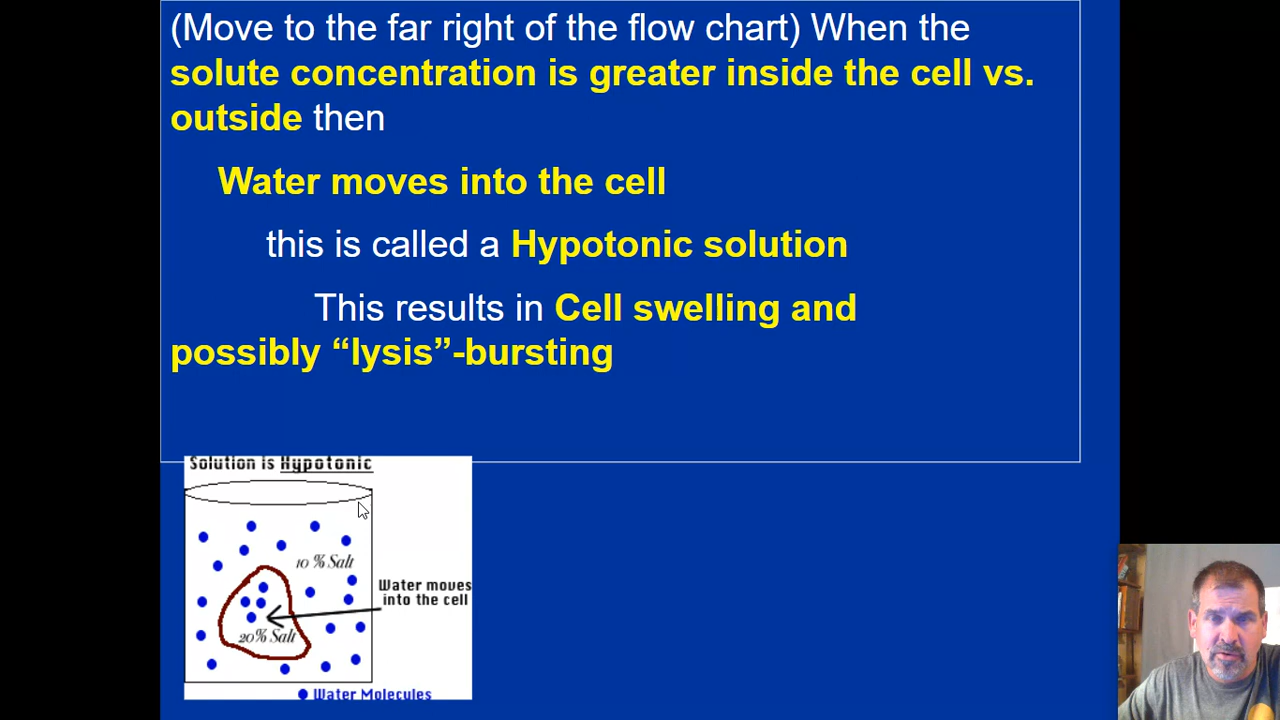 (Move to the far right of the flow chart) When the
solute concentration is greater inside the cell vs.
outside then
Water moves into the cell
this is called a Hypotonic solution
This results in Cell swelling and
possibly “lysis”-bursting
Solution is Hypotonic
10 % Salt
Water moves
into the cell
20% Salt
Water Molecules